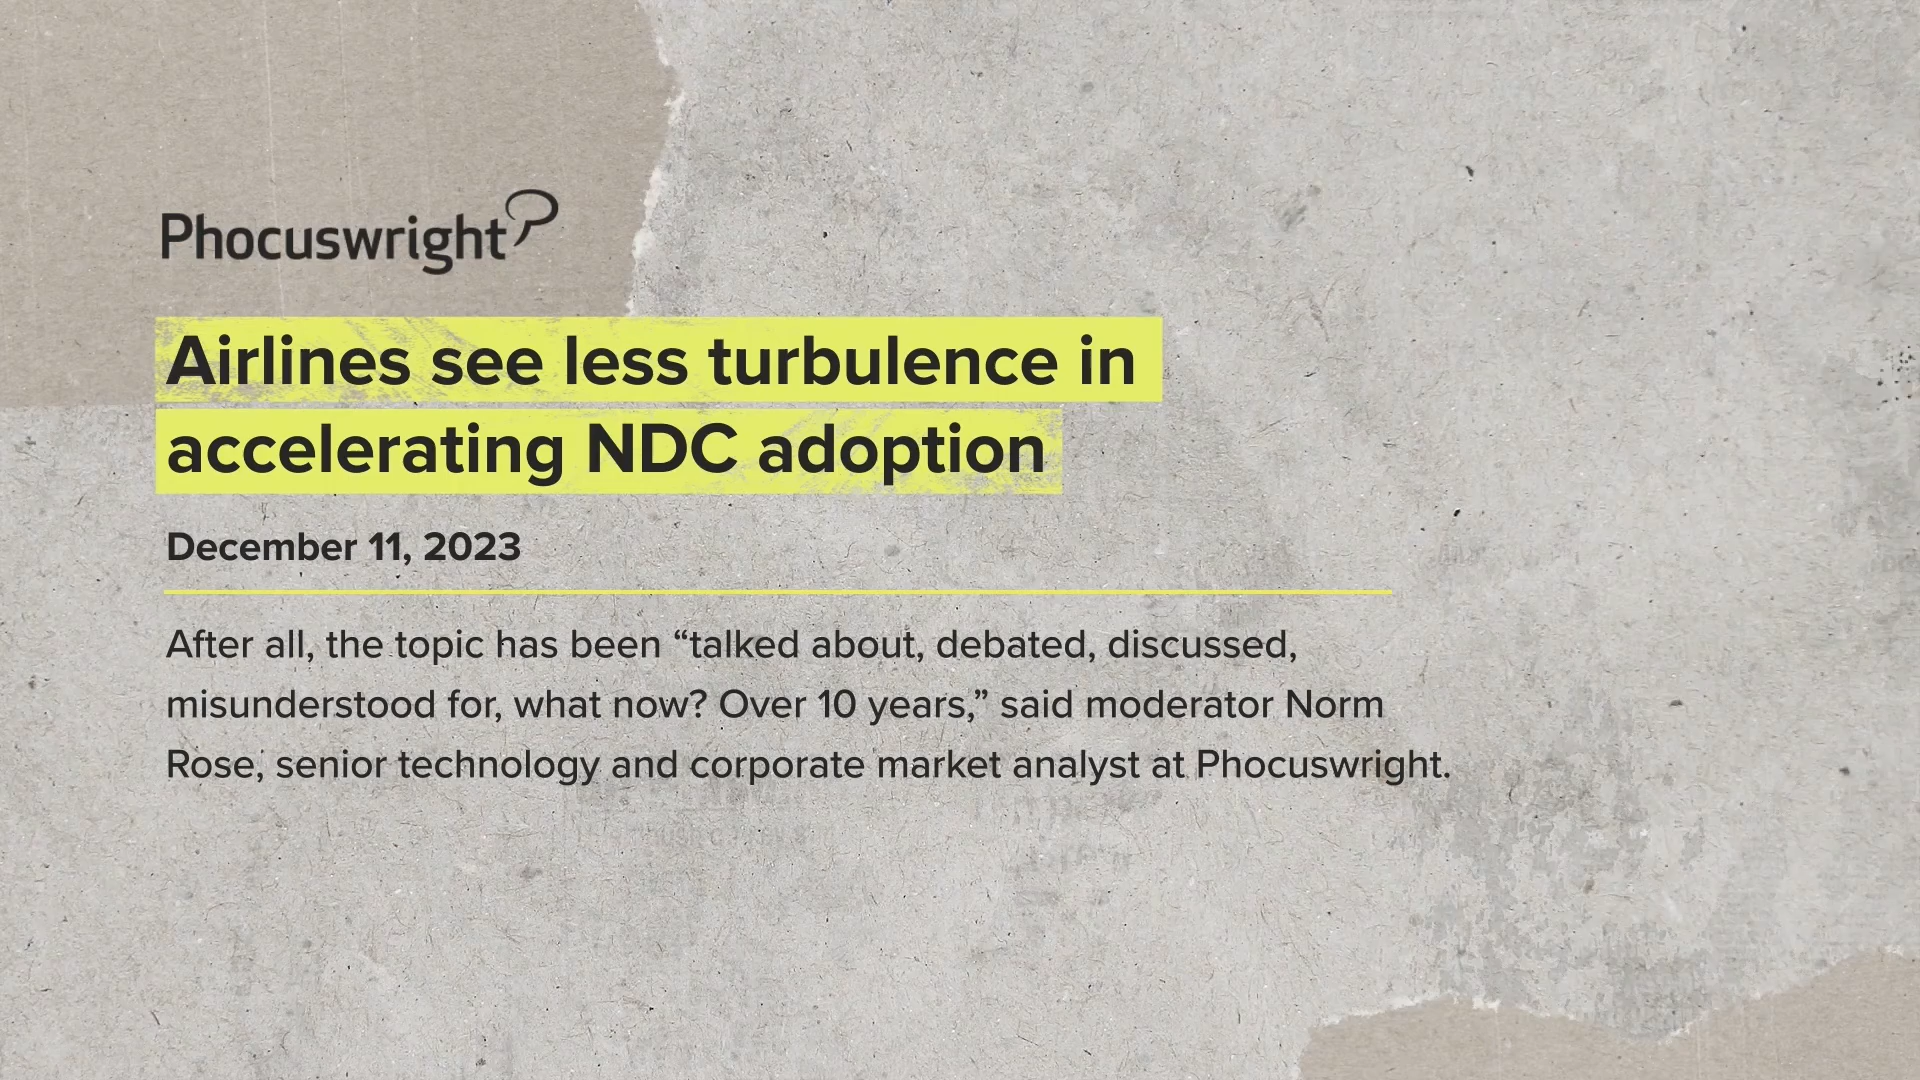 Phocuswright
Airlines see less turbulence in
accelerating NDC adoption
December 11, 2023
After all, the topic has been “talked about, debated, discussed,
misunderstood for, what now? Over 10 years,” said moderator Norm
Rose, senior technology and corporate market analyst at Phocuswright.